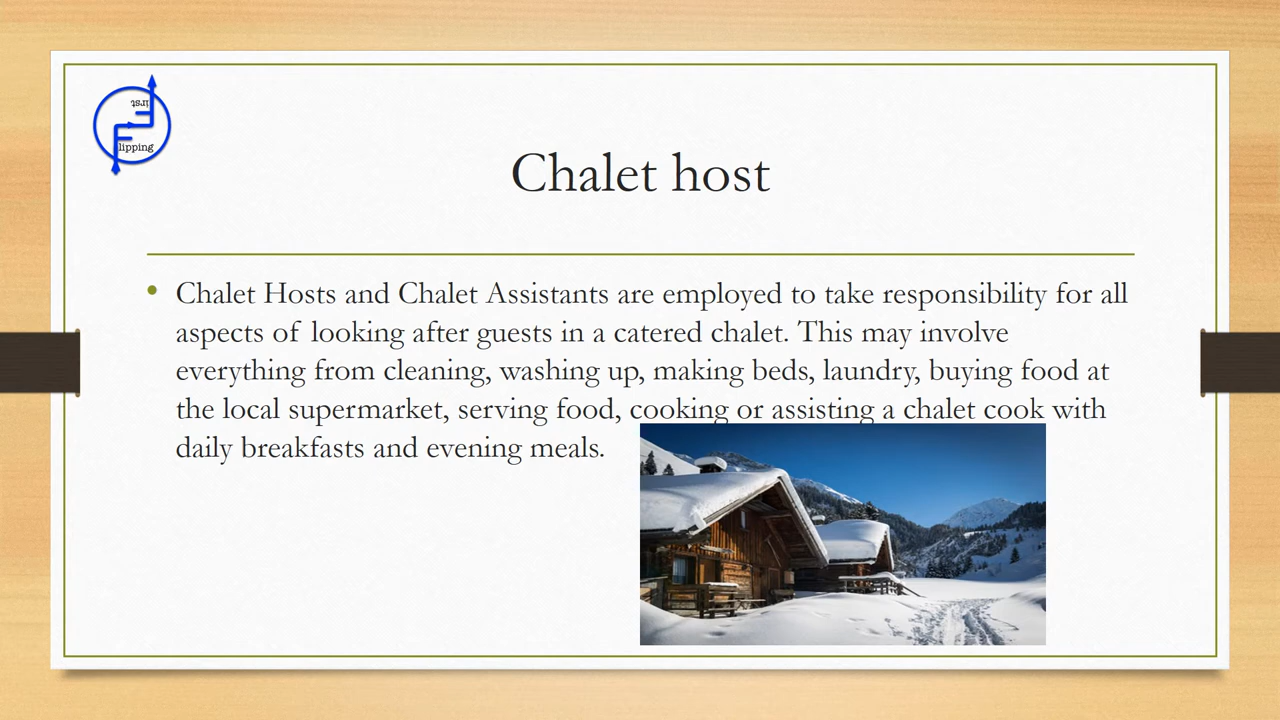 irst
lipping
Chalet host
• Chalet Hosts and Chalet Assistants are employed to take responsibility for all
aspects of looking after guests in a catered chalet. This may involve
everything from cleaning, washing up, making beds, laundry, buying food at
the local supermarket, serving food, cooking or assisting a chalet cook with
daily breakfasts and evening meals.